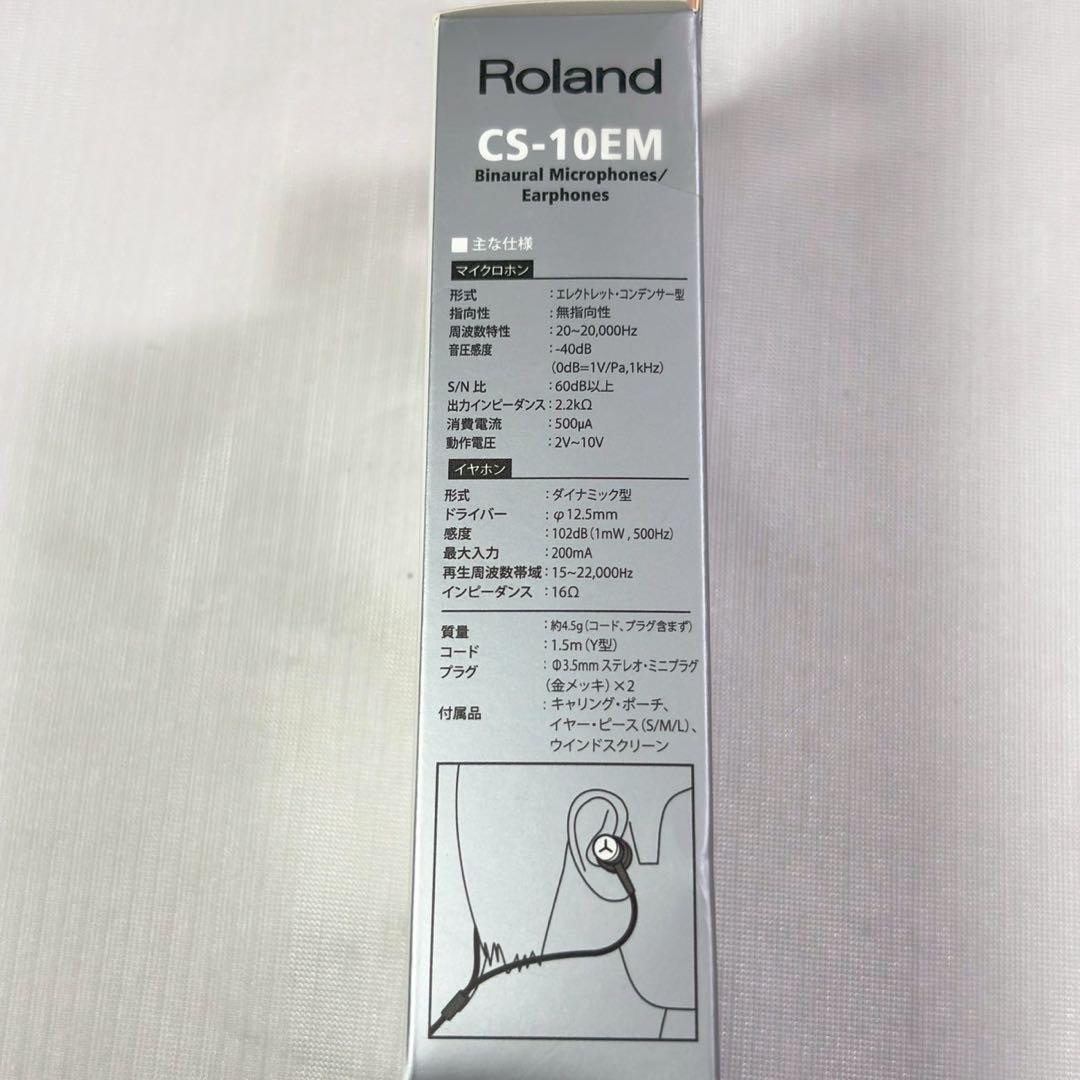 Roland
CS-10EM
Binaural Microphones/
Earphones
■ 主な仕様
マイクロホン
形式 : エレクトレット・コンデンサー型
指向性 : 無指向性
周波数特性 : 20~20,000Hz
音圧感度 : -40dB
(0dB=1V/Pa,1kHz)
S/N 比 : 60dB以上
出力インピーダンス : 2.2kΩ
消費電流 : 500μA
動作電圧 : 2V~10V
イヤホン
形式 : ダイナミック型
ドライバー : φ12.5mm
感度 : 102dB(1mW , 500Hz)
最大入力 : 200mA
再生周波数帯域 : 15~22,000Hz
インピーダンス : 16Ω
質量 : 約4.5g(コード、プラグ含まず)
コード : 1.5m(Y型)
プラグ : Φ3.5mm ステレオ・ミニプラグ
(金メッキ)×2
付属品 : キャリング・ポーチ、
イヤー・ピース(S/M/L)、
ウインドスクリーン